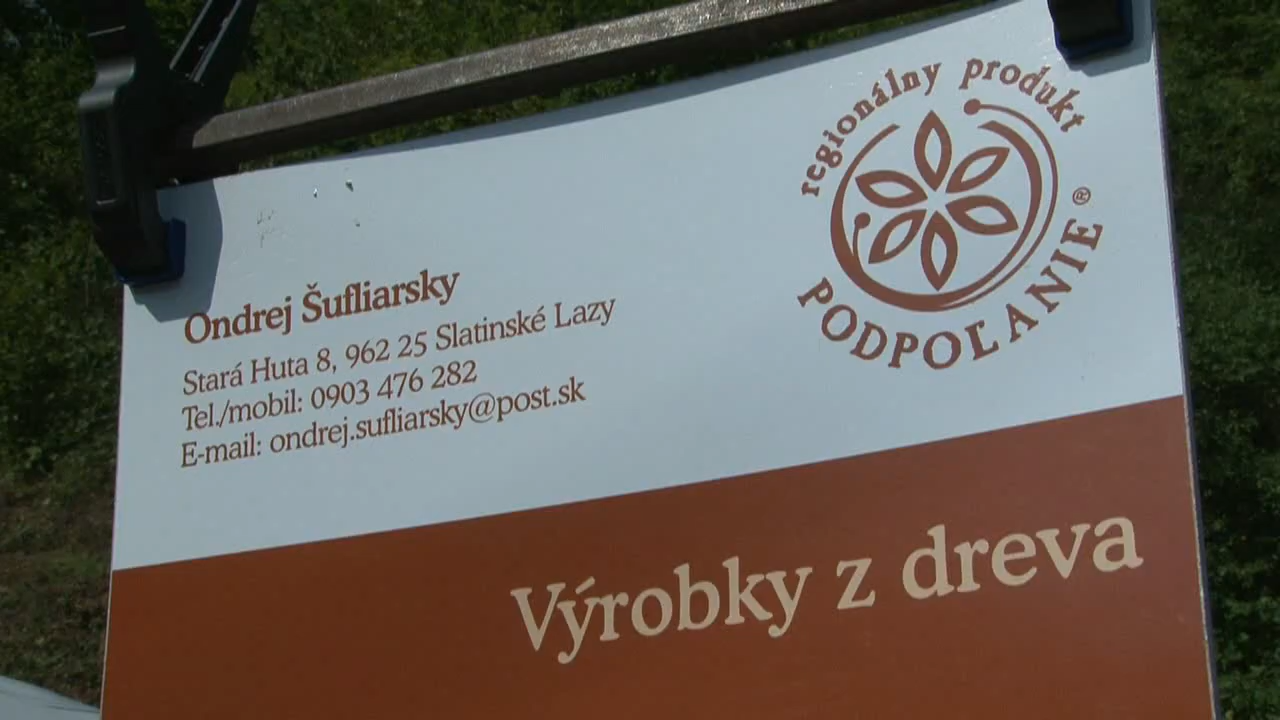 regionálny produkt
PODPOĽANIE ®
Ondrej Šufliarsky
Stará Huta 8, 962 25 Slatinské Lazy
Tel./mobil: 0903 476 282
E-mail: ondrej.sufliarsky@post.sk
Výrobky z dreva